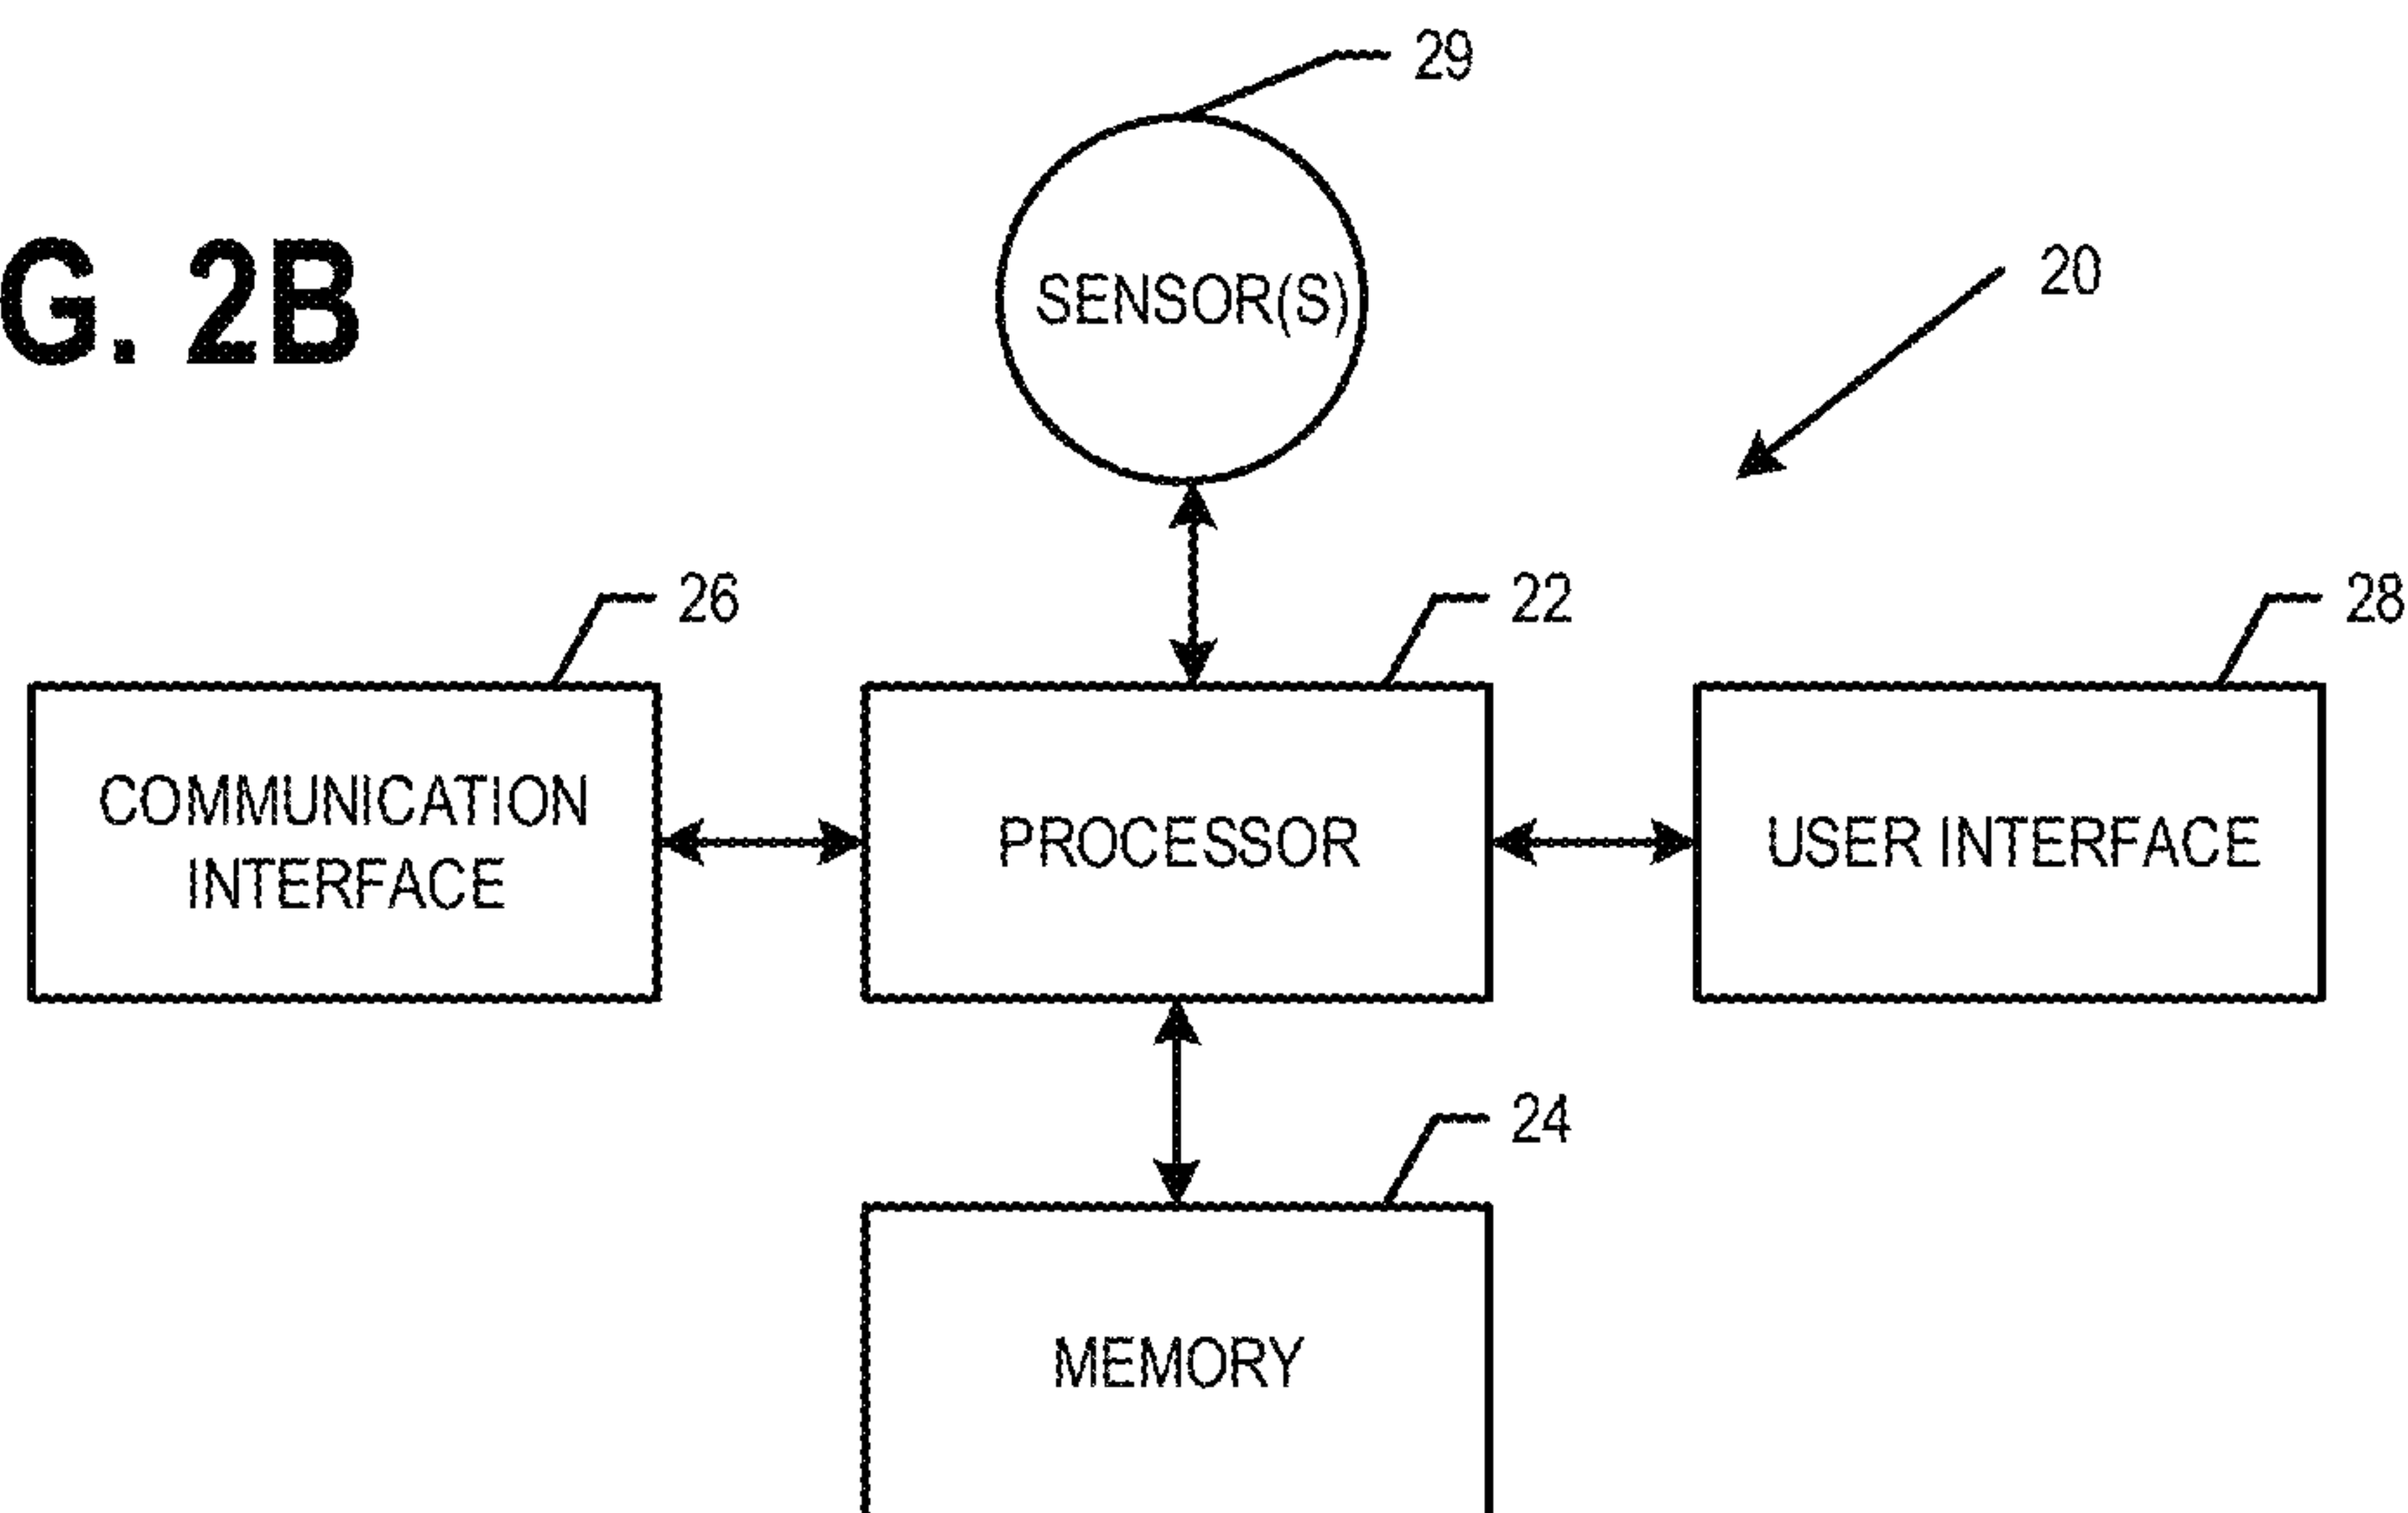 29
G. 2B
SENSOR(S)
20
26
22
28
COMMUNICATION
INTERFACE
PROCESSOR
USER INTERFACE
24
MEMORY